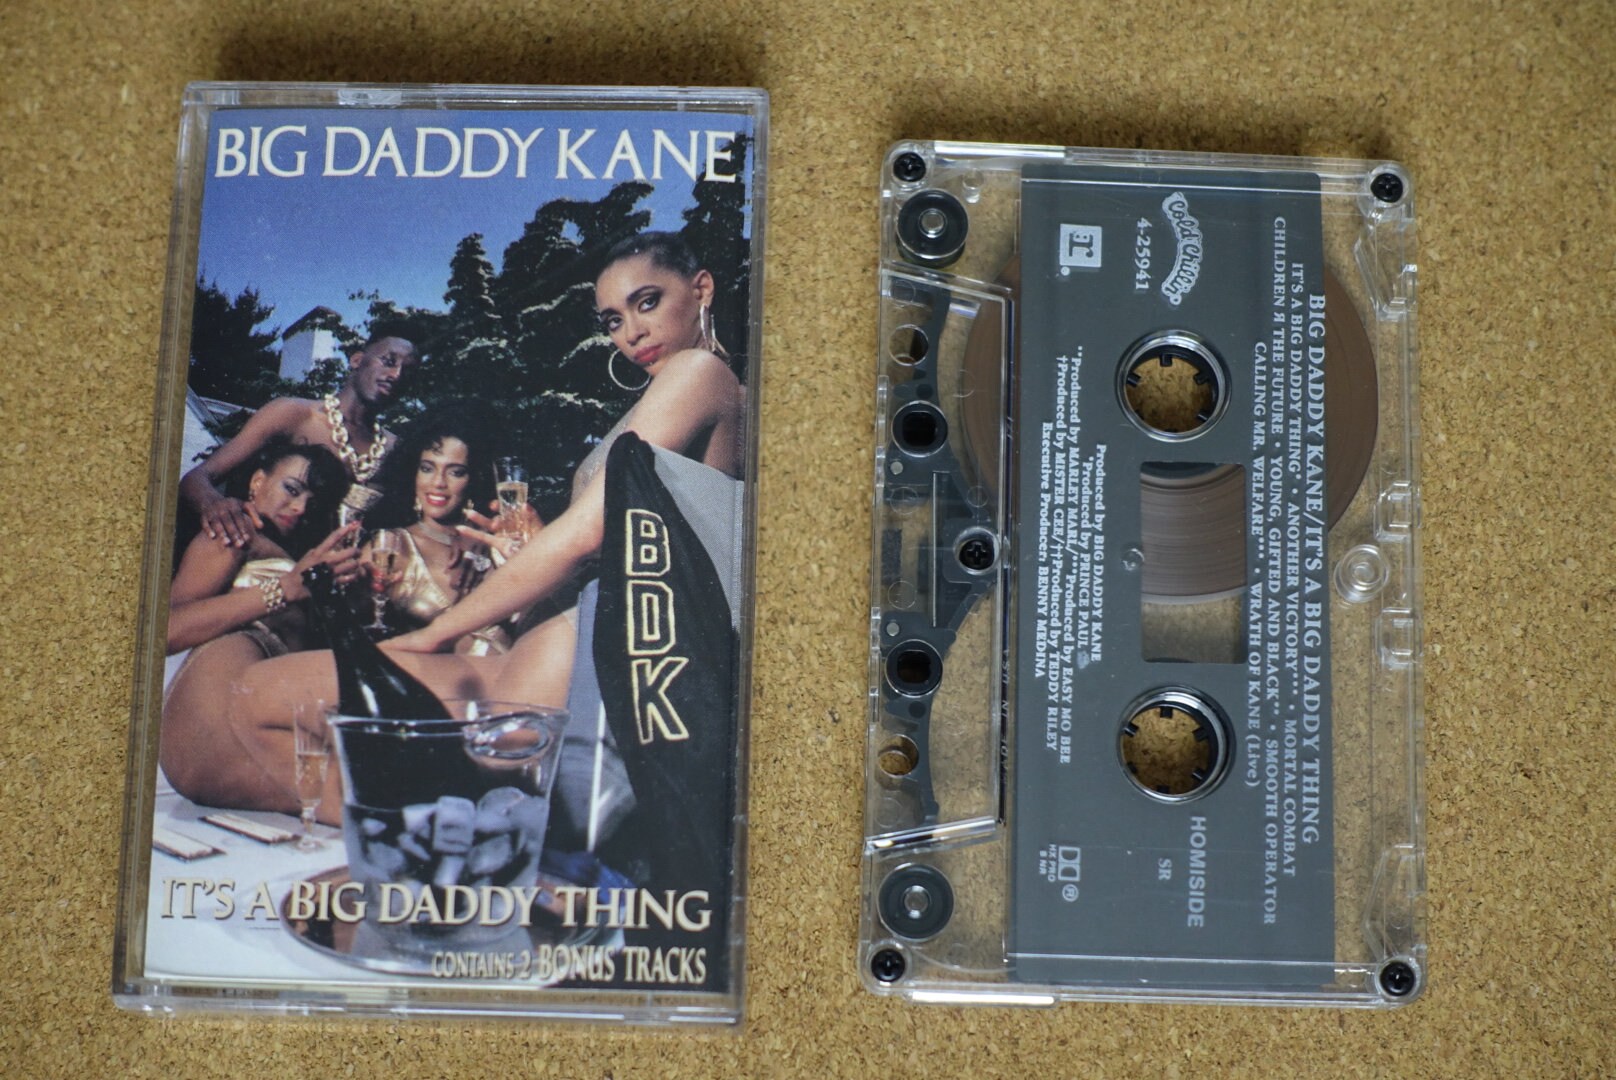 BIG DADDY KANE
BDK
IT'S A BIG DADDY THING
CONTAINS 2 BONUS TRACKS
BIG DADDY KANE/IT'S A BIG DADDY THING
IT'S A BIG DADDY THING* • ANOTHER VICTORY*** • MORTAL COMBAT
CHILDREN Я THE FUTURE • YOUNG, GIFTED AND BLACK** • SMOOTH OPERATOR
CALLING MR. WELFARE*** • WRATH OF KANE (Live)
Cold Chillin'
4-25941
r®
HOMISIDE
SR
DOLBY
HX PRO
B NR
Produced by BIG DADDY KANE
*Produced by PRINCE PAUL
**Produced by MARLEY MARL/***Produced by EASY MO BEE
†Produced by MISTER CEE/††Produced by TEDDY RILEY
Executive Producer: BENNY MEDINA